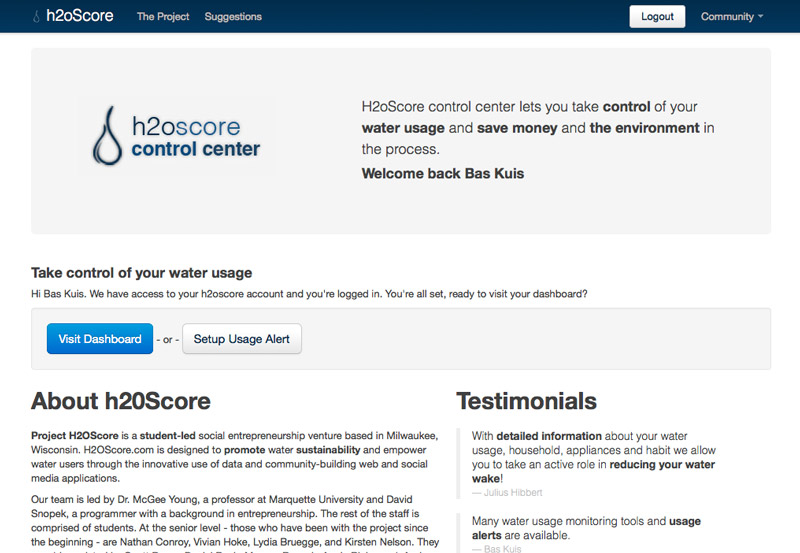 h2oScore The Project Suggestions Logout Community
h2oscore
control center
H2oScore control center lets you take control of your
water usage and save money and the environment in
the process.
Welcome back Bas Kuis
Take control of your water usage
Hi Bas Kuis. We have access to your h2oscore account and you're logged in. You're all set, ready to visit your dashboard?
Visit Dashboard - or - Setup Usage Alert
About h20Score
Project H2OScore is a student-led social entrepreneurship venture based in Milwaukee,
Wisconsin. H2OScore.com is designed to promote water sustainability and empower
water users through the innovative use of data and community-building web and social
media applications.
Our team is led by Dr. McGee Young, a professor at Marquette University and David
Snopek, a programmer with a background in entrepreneurship. The rest of the staff is
comprised of students. At the senior level - those who have been with the project since
the beginning - are Nathan Conroy, Vivian Hoke, Lydia Bruegge, and Kirsten Nelson. They
Testimonials
With detailed information about your water
usage, household, appliances and habit we allow
you to take an active role in reducing your water
wake!
— Julius Hibbert
Many water usage monitoring tools and usage
alerts are available.
— Bas Kuis